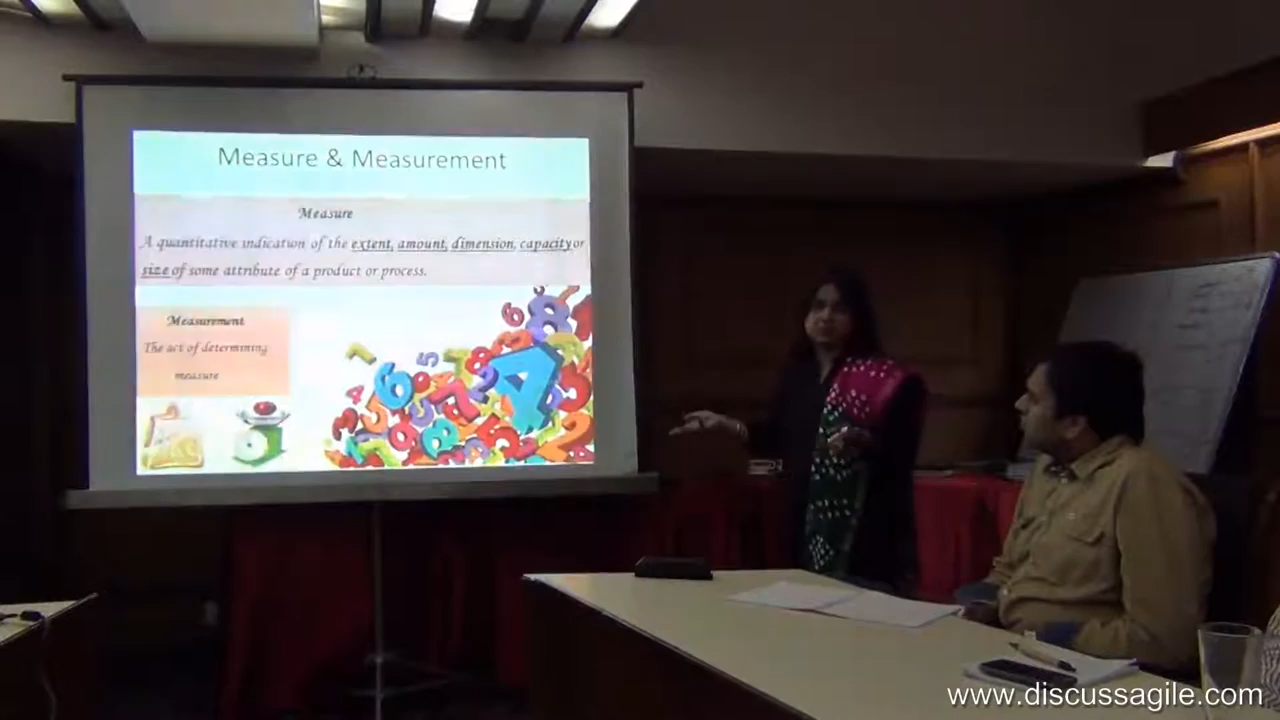 Measure & Measurement
Measure
A quantitative indication of the extent, amount, dimension, capacity or
size of some attribute of a product or process.
Measurement
The act of determining
measure
www.discussagile.com